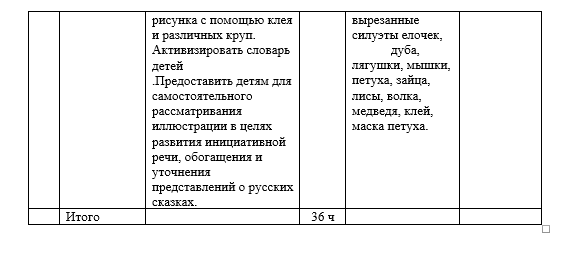 рисунка с помощью клея
и различных круп.
Активизировать словарь
детей
.Предоставить детям для
самостоятельного
рассматривания
иллюстрации в целях
развития инициативной
речи, обогащения и
уточнения
представлений о русских
сказках.
вырезанные
силуэты елочек,
дуба,
лягушки, мышки,
петуха, зайца,
лисы, волка,
медведя, клей,
маска петуха.
Итого 36 ч